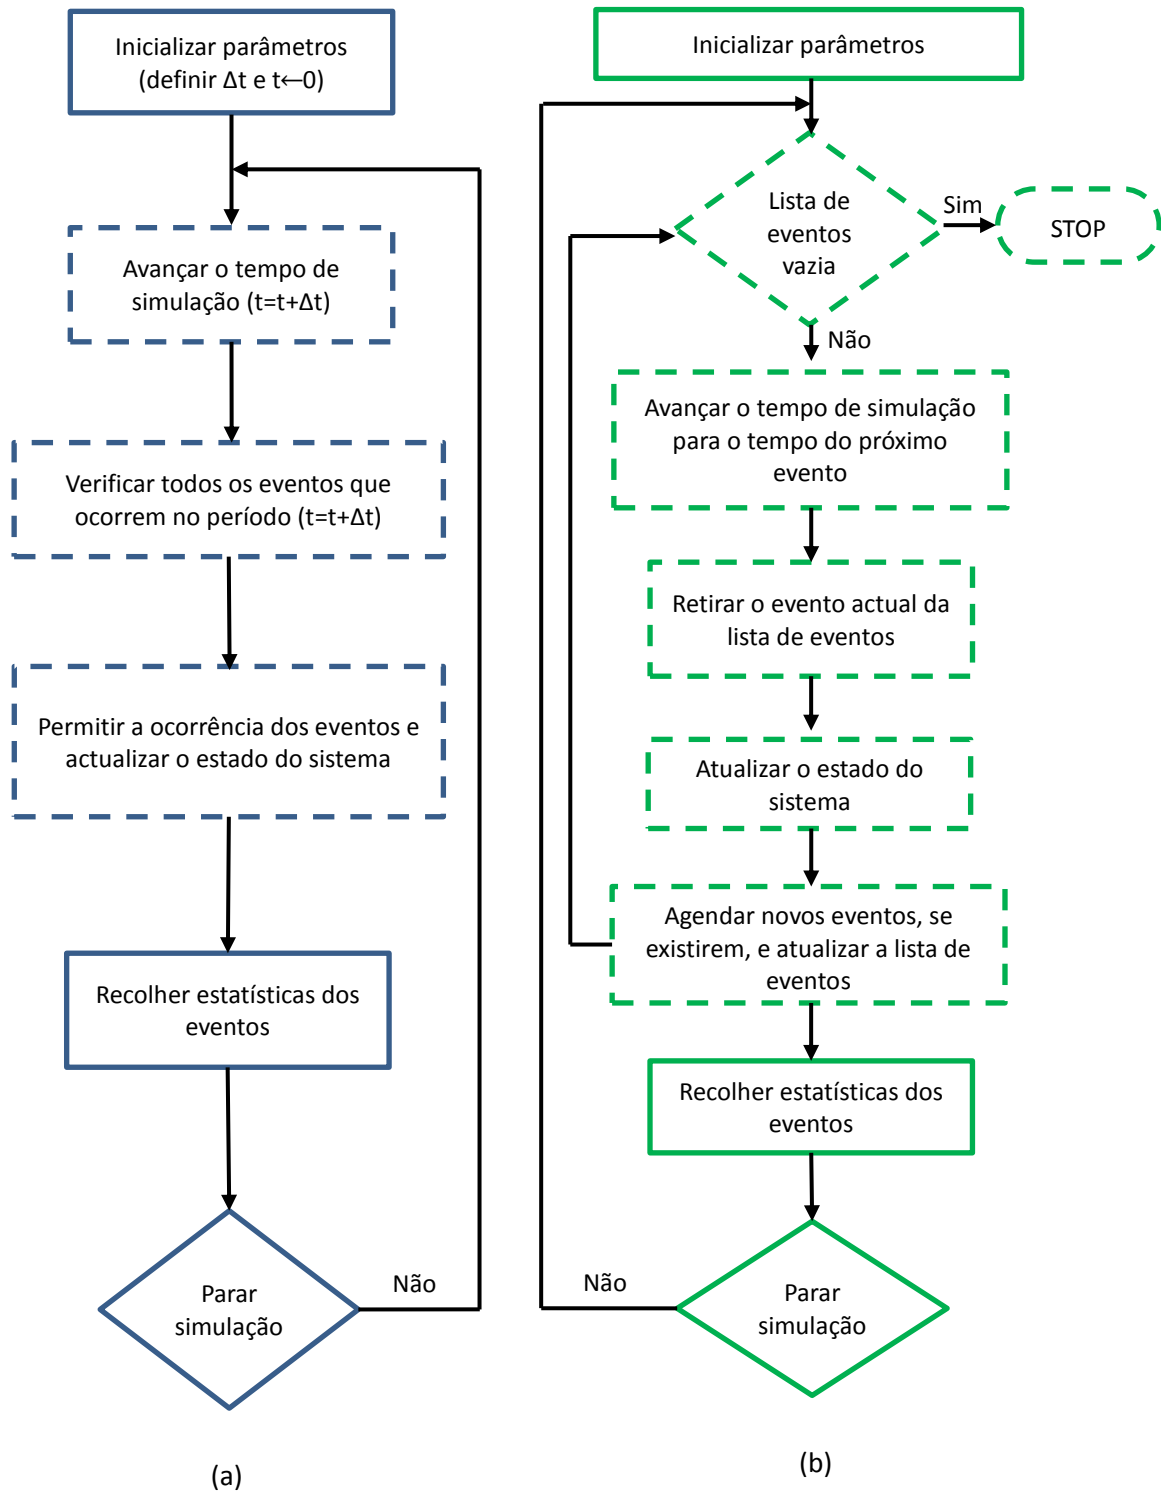 Inicializar parâmetros
(definir Δt e t←0)
Avançar o tempo de
simulação (t=t+Δt)
Verificar todos os eventos que
ocorrem no período (t=t+Δt)
Permitir a ocorrência dos eventos e
actualizar o estado do sistema
Recolher estatísticas dos
eventos
Parar
simulação
Não
(a)
Inicializar parâmetros
Lista de
eventos
vazia
Sim
STOP
Não
Avançar o tempo de simulação
para o tempo do próximo
evento
Retirar o evento actual da
lista de eventos
Atualizar o estado do
sistema
Agendar novos eventos, se
existirem, e atualizar a lista de
eventos
Recolher estatísticas dos
eventos
Não
Parar
simulação
(b)